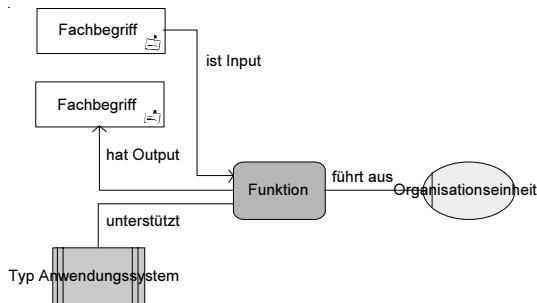 Fachbegriff
ist Input
Fachbegriff
hat Output
Funktion
führt aus
Organisationseinheit
unterstützt
Typ Anwendungssystem